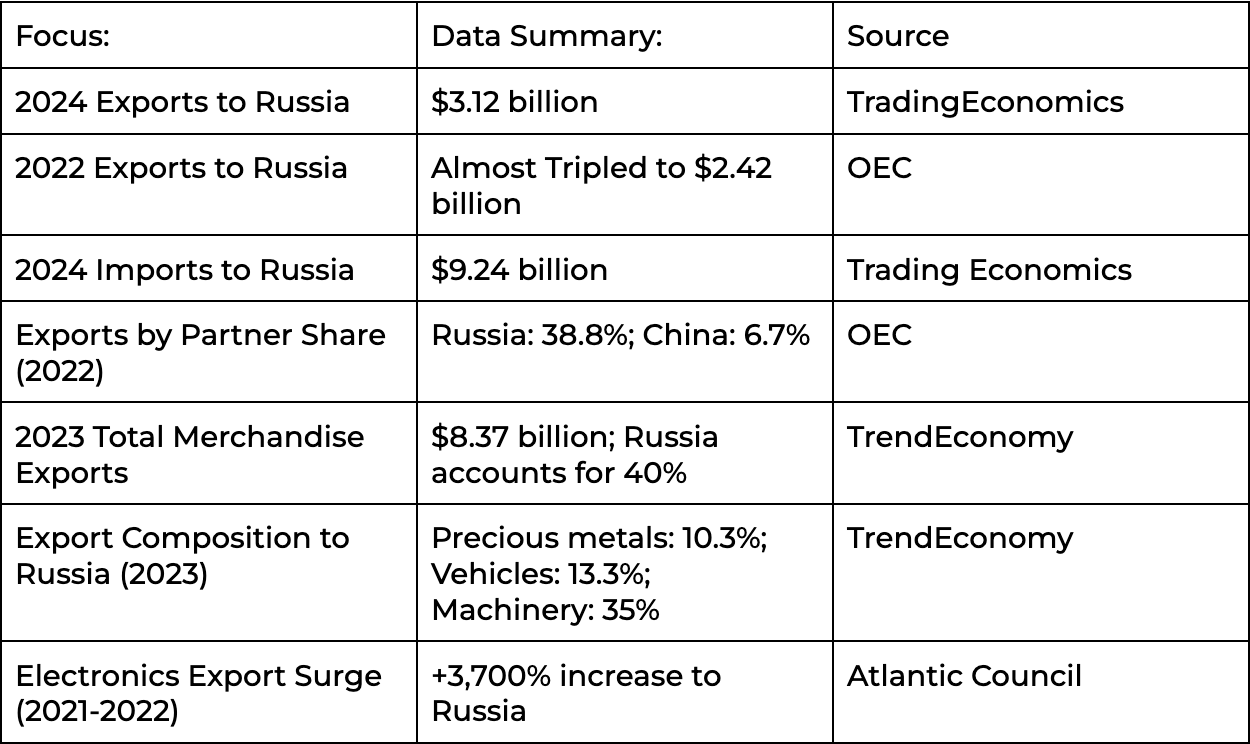 Focus:
Data Summary:
Source
2024 Exports to Russia
$3.12 billion
TradingEconomics
2022 Exports to Russia
Almost Tripled to $2.42
billion
OEC
2024 Imports to Russia
$9.24 billion
Trading Economics
Exports by Partner Share
(2022)
Russia: 38.8%; China: 6.7%
OEC
2023 Total Merchandise
Exports
$8.37 billion; Russia
accounts for 40%
TrendEconomy
Export Composition to
Russia (2023)
Precious metals: 10.3%;
Vehicles: 13.3%;
Machinery: 35%
TrendEconomy
Electronics Export Surge
(2021-2022)
+3,700% increase to
Russia
Atlantic Council